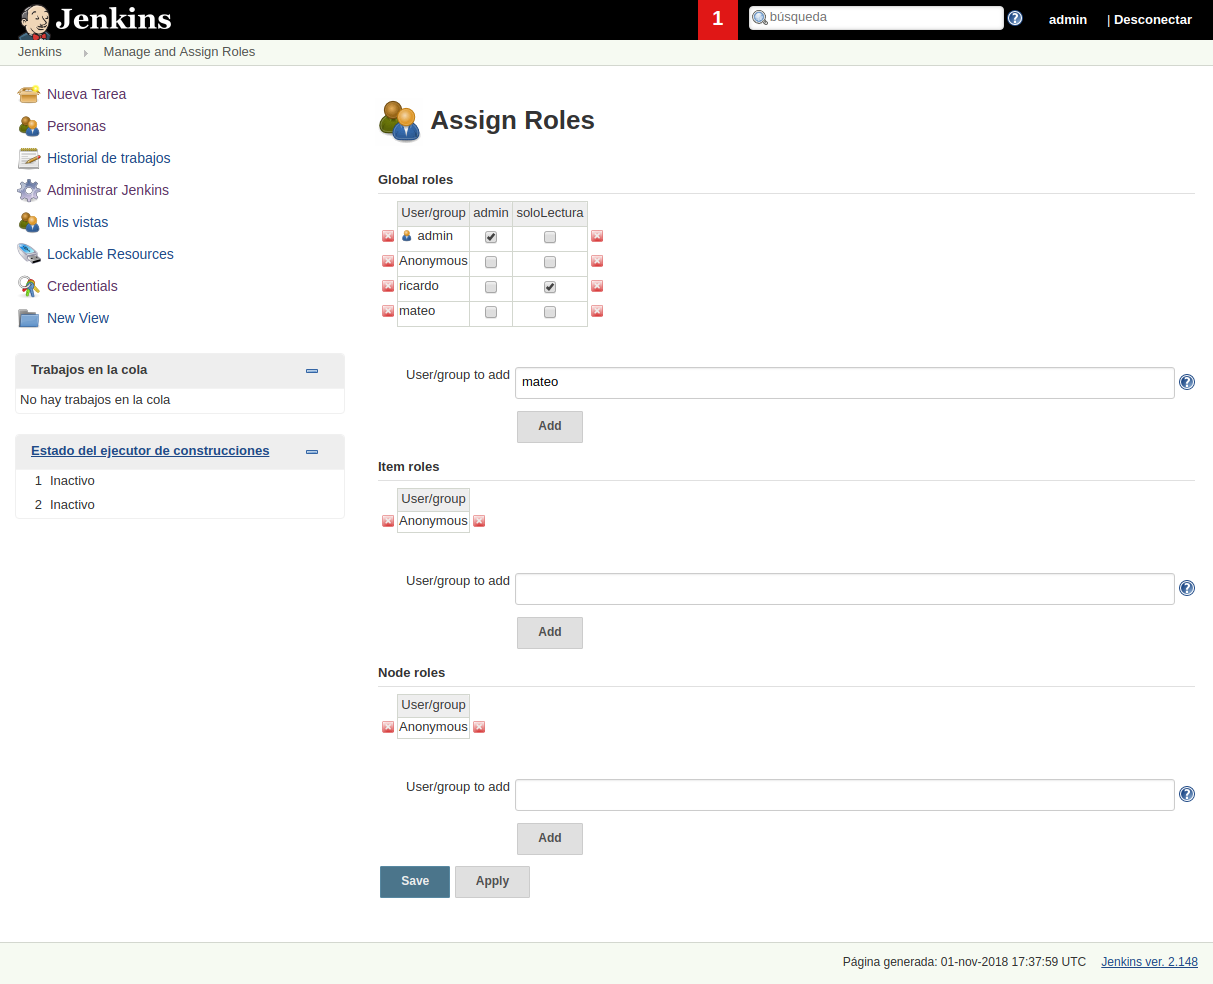 Jenkins
1
búsqueda
admin
| Desconectar
Jenkins
Manage and Assign Roles
Nueva Tarea
Personas
Historial de trabajos
Administrar Jenkins
Mis vistas
Lockable Resources
Credentials
New View
Trabajos en la cola
No hay trabajos en la cola
Estado del ejecutor de construcciones
1 Inactivo
2 Inactivo
Assign Roles
Global roles
User/group admin soloLectura
admin
Anonymous
ricardo
mateo
User/group to add mateo
Add
Item roles
User/group
Anonymous
User/group to add
Add
Node roles
User/group
Anonymous
User/group to add
Add
Save Apply
Página generada: 01-nov-2018 17:37:59 UTC Jenkins ver. 2.148